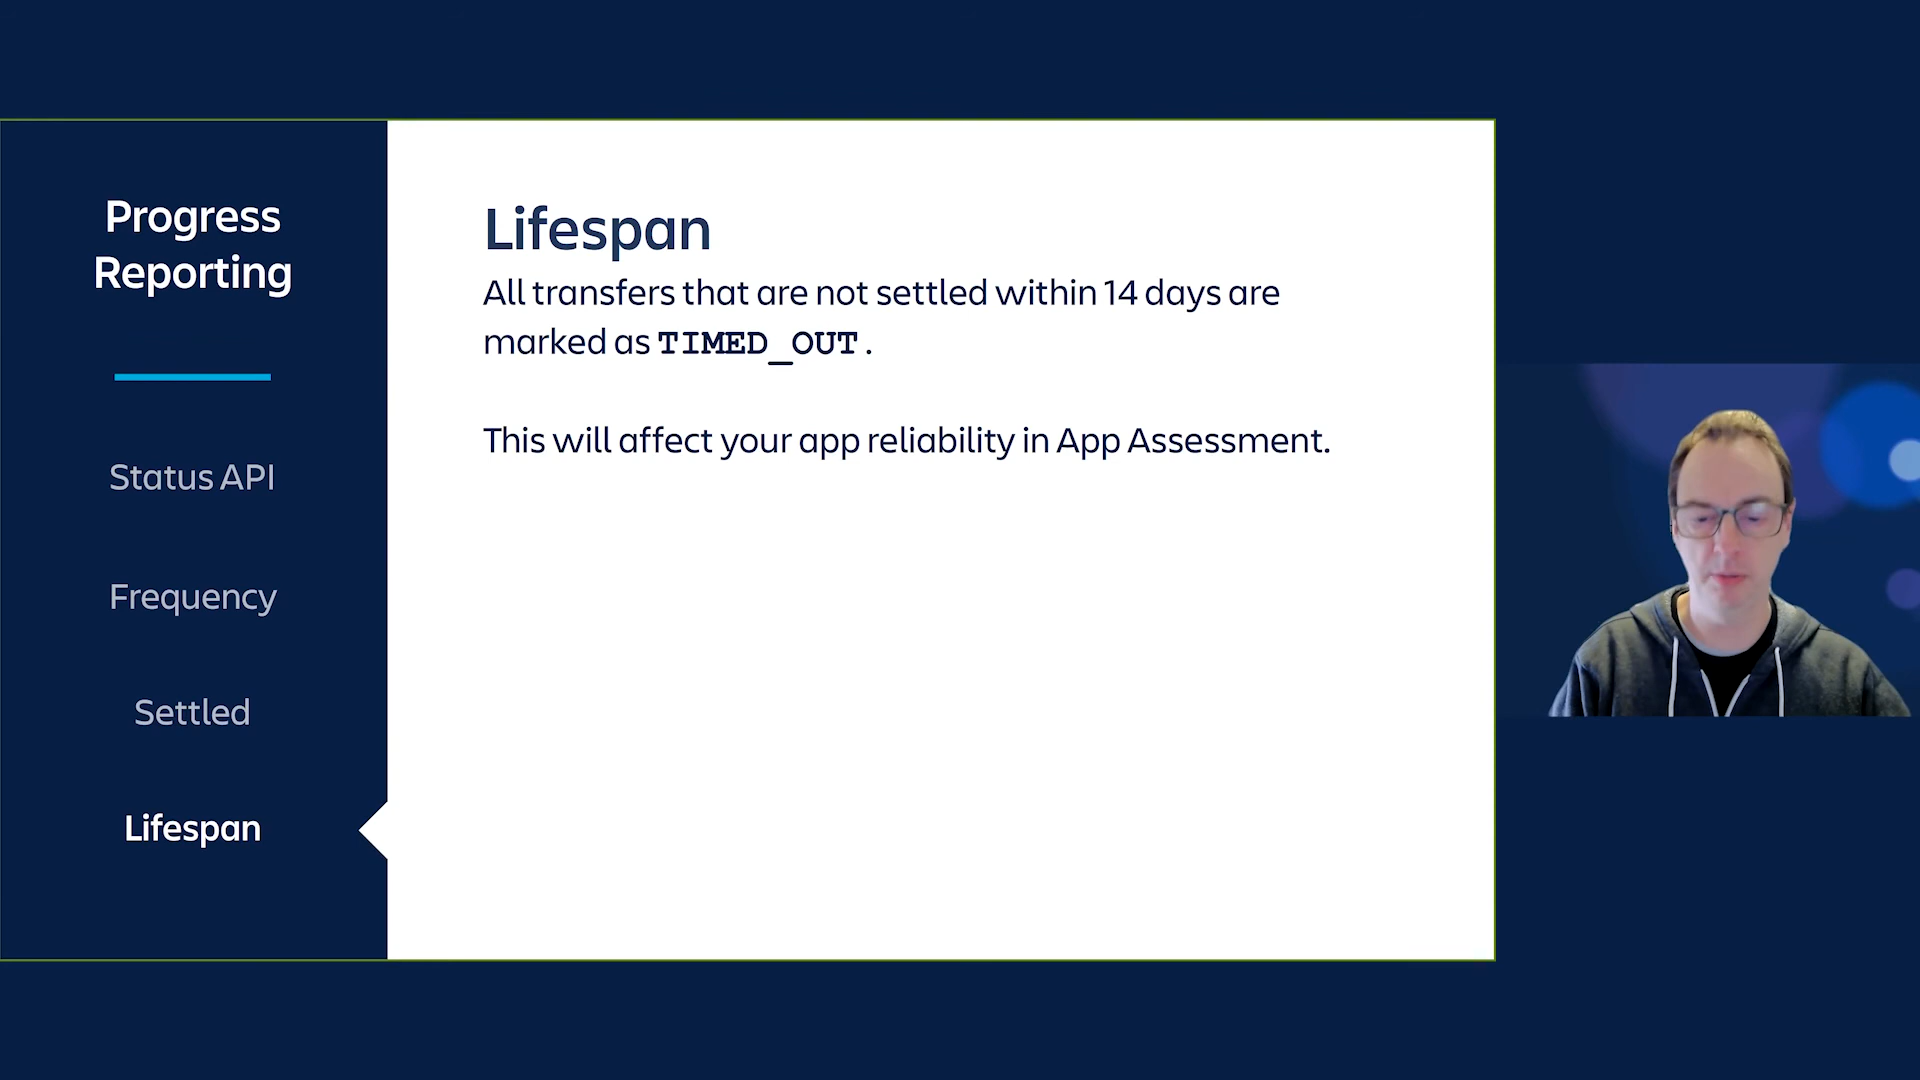 Progress
Reporting
Status API
Frequency
Settled
Lifespan
Lifespan
All transfers that are not settled within 14 days are
marked as TIMED_OUT.
This will affect your app reliability in App Assessment.